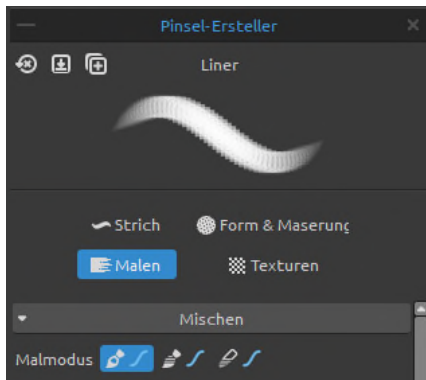 Pinsel-Ersteller
Liner
Strich
Form & Maserung
Malen
Texturen
Mischen
Malmodus